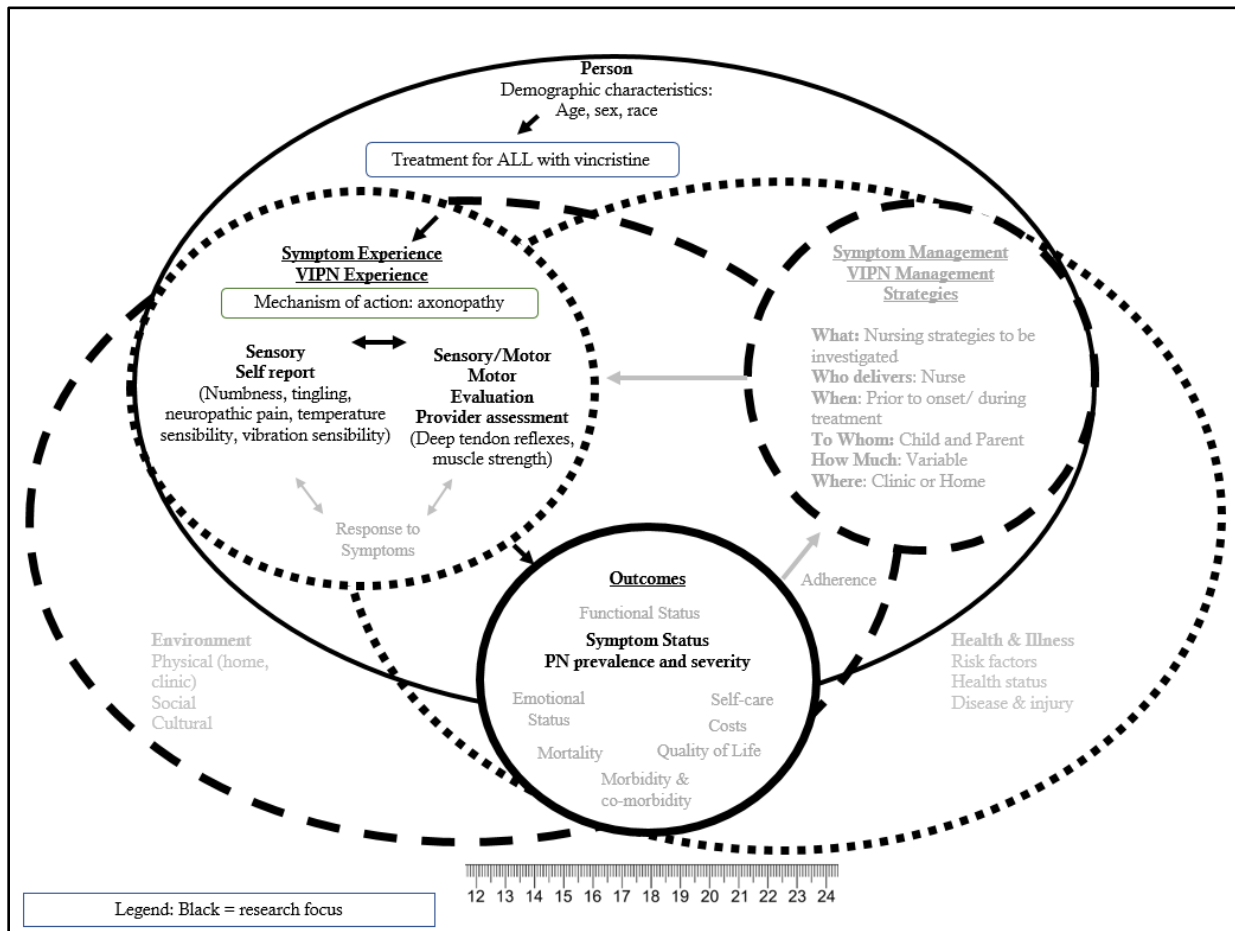 Person
Demographic characteristics:
Age, sex, race
Treatment for ALL with vincristine
Symptom Experience
VIPN Experience
Mechanism of action: axonopathy
Sensory
Self report
(Numbness, tingling,
neuropathic pain, temperature
sensibility, vibration sensibility)
Sensory/Motor
Motor
Evaluation
Provider assessment
(Deep tendon reflexes,
muscle strength)
Response to
Symptoms
Symptom Management
VIPN Management
Strategies
What: Nursing strategies to be
investigated
Who delivers: Nurse
When: Prior to onset/ during
treatment
To Whom: Child and Parent
How Much: Variable
Where: Clinic or Home
Adherence
Outcomes
Functional Status
Symptom Status
PN prevalence and severity
Emotional
Status
Self-care
Costs
Mortality
Quality of Life
Morbidity &
co-morbidity
Environment
Physical (home,
clinic)
Social
Cultural
Health & Illness
Risk factors
Health status
Disease & injury
12 13 14 15 16 17 18 19 20 21 22 23 24
Legend: Black = research focus